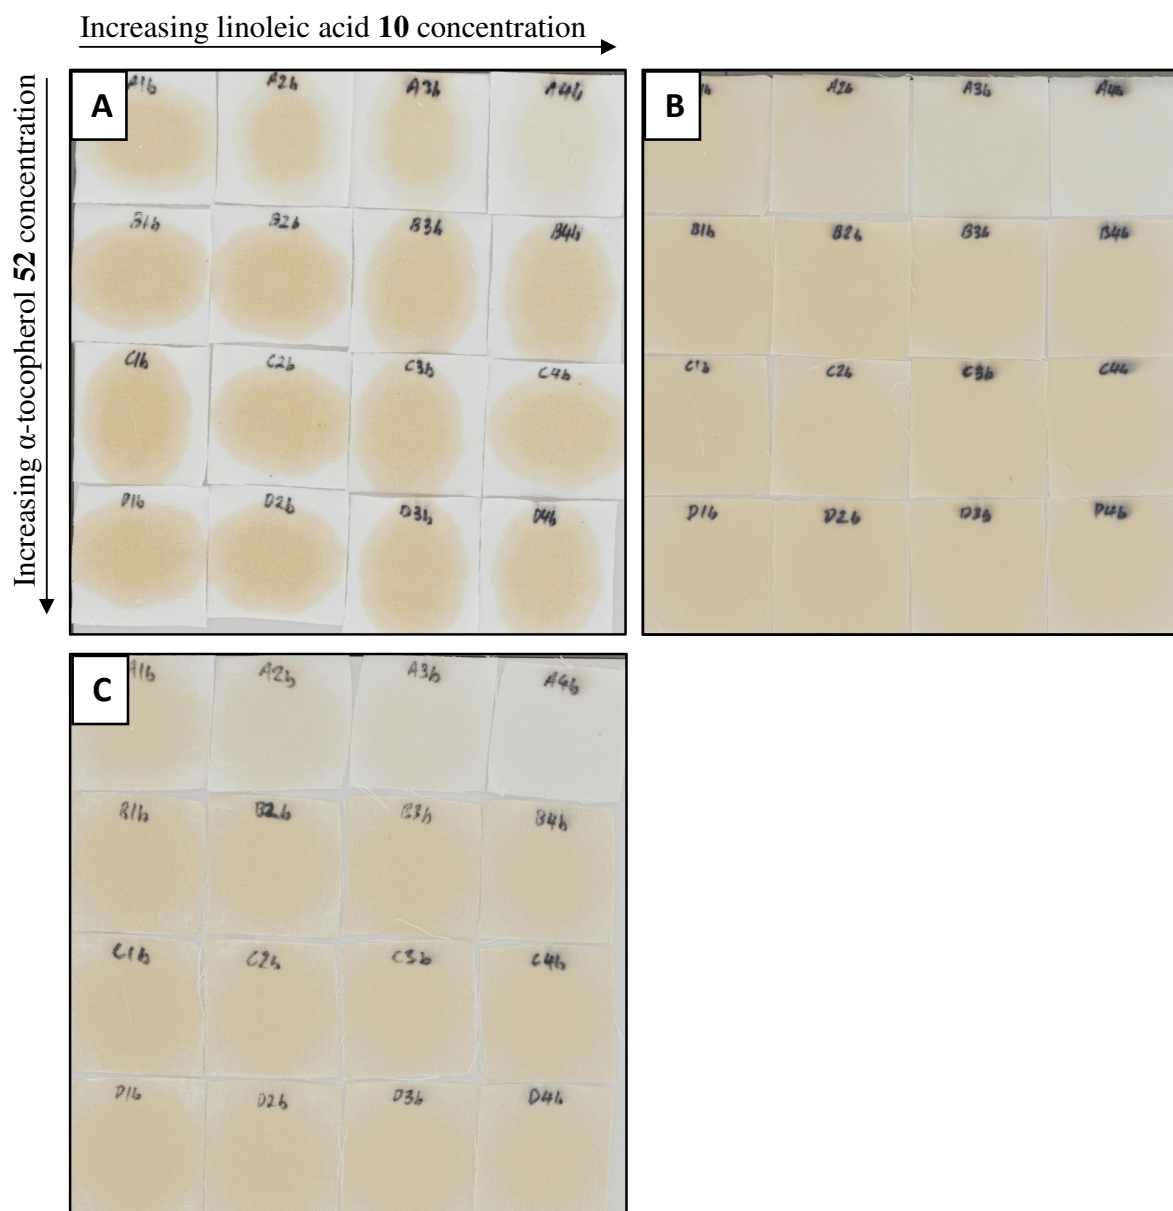 Increasing linoleic acid 10 concentration
Increasing α-tocopherol 52 concentration
A
A1b A2b A3b A4b
B1b B2b B3b B4b
C1b C2b C3b C4b
D1b D2b D3b D4b
B
1b A2b A3b A4b
B1b B2b B3b B4b
C1b C2b C3b C4b
D1b D2b D3b D4b
C
A1b A2b A3b A4b
B1b B2b B3b B4b
C1b C2b C3b C4b
D1b D2b D3b D4b